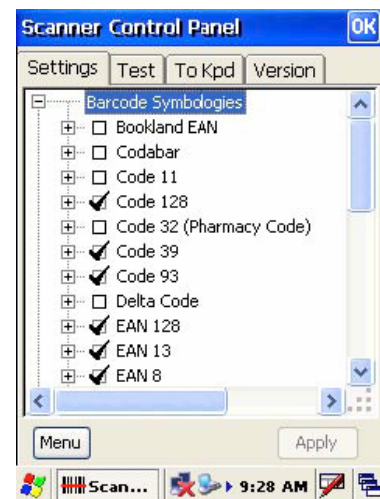 Scanner Control Panel OK
Settings Test To Kpd Version
Barcode Symbologies
Bookland EAN
Codabar
Code 11
Code 128
Code 32 (Pharmacy Code)
Code 39
Code 93
Delta Code
EAN 128
EAN 13
EAN 8
Menu Apply
Scan... 9:28 AM